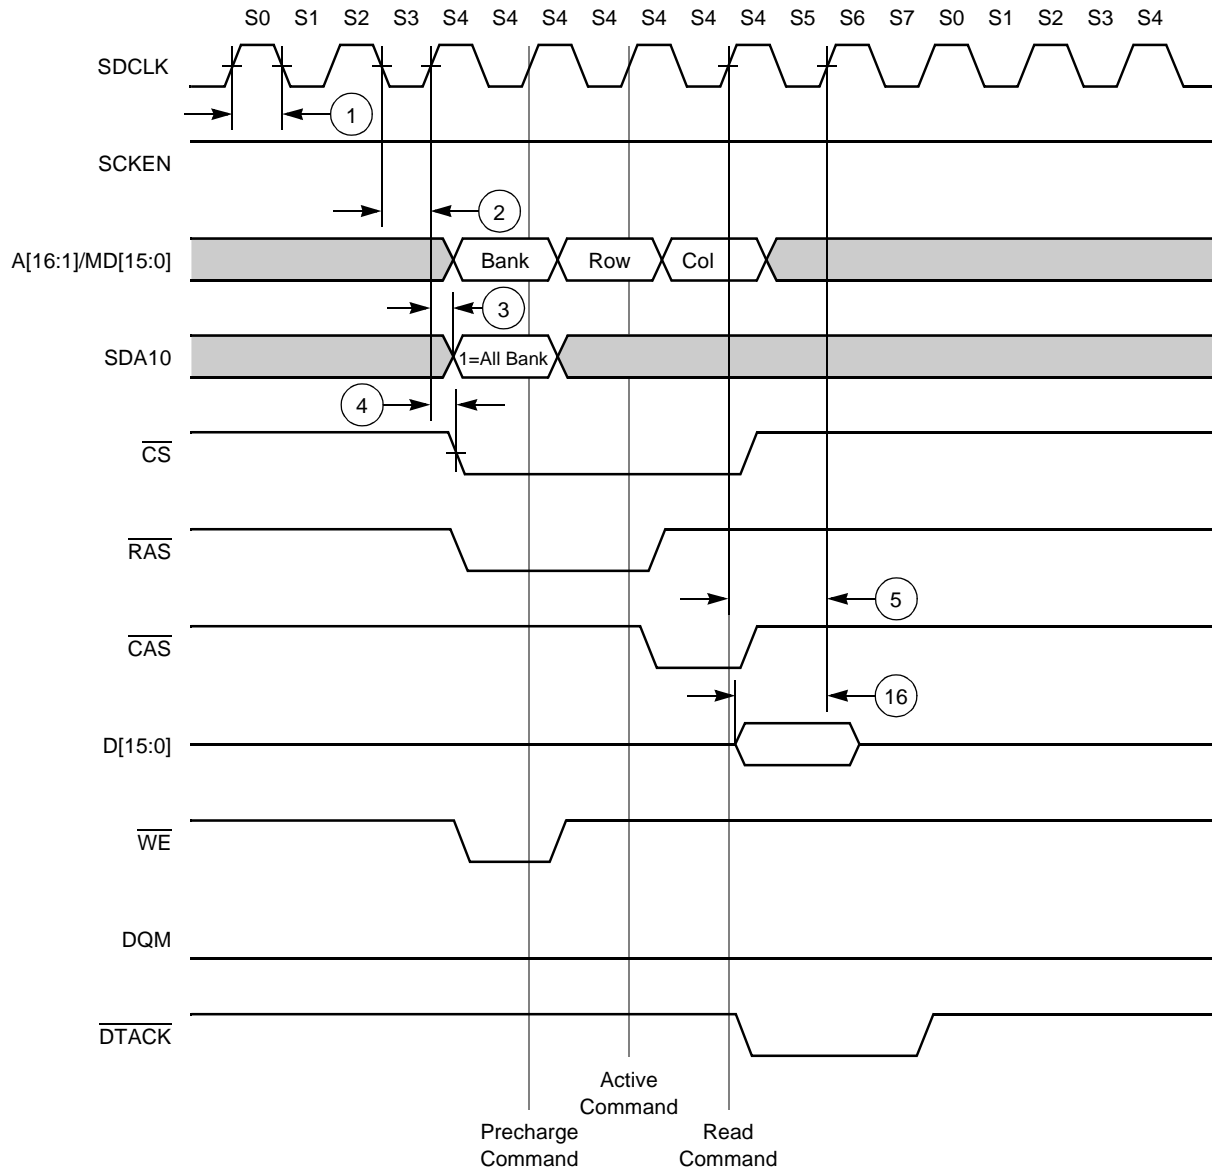 S0 S1 S2 S3 S4 S4 S4 S4 S4 S4 S4 S5 S6 S7 S0 S1 S2 S3 S4
SDCLK
1
SCKEN
2
A[16:1]/MD[15:0] Bank Row Col
3
SDA10 1=All Bank
4
CS
RAS
5
CAS
16
D[15:0]
WE
DQM
DTACK
Active
Command
Precharge
Command
Read
Command